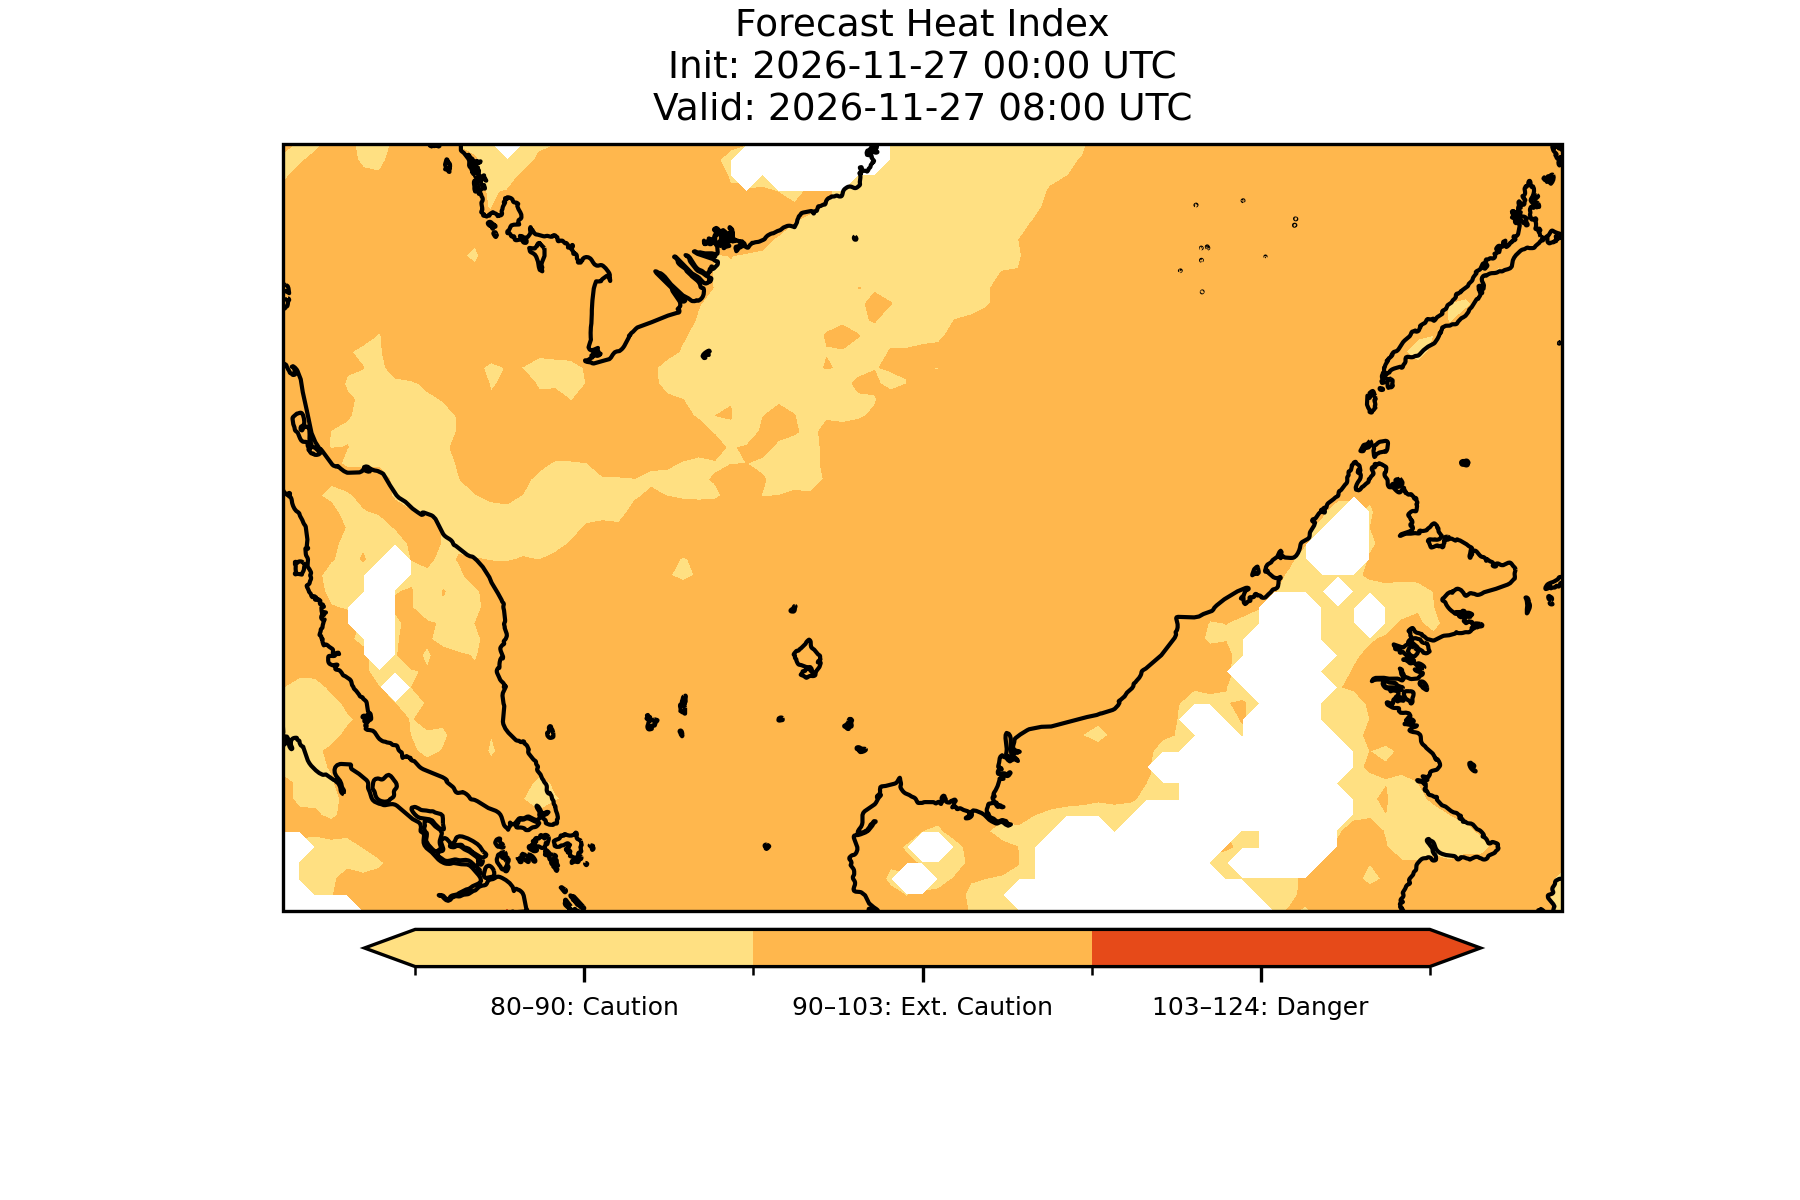 Forecast Heat Index
Init: 2026-11-27 00:00 UTC
Valid: 2026-11-27 08:00 UTC
80–90: Caution
90–103: Ext. Caution
103–124: Danger